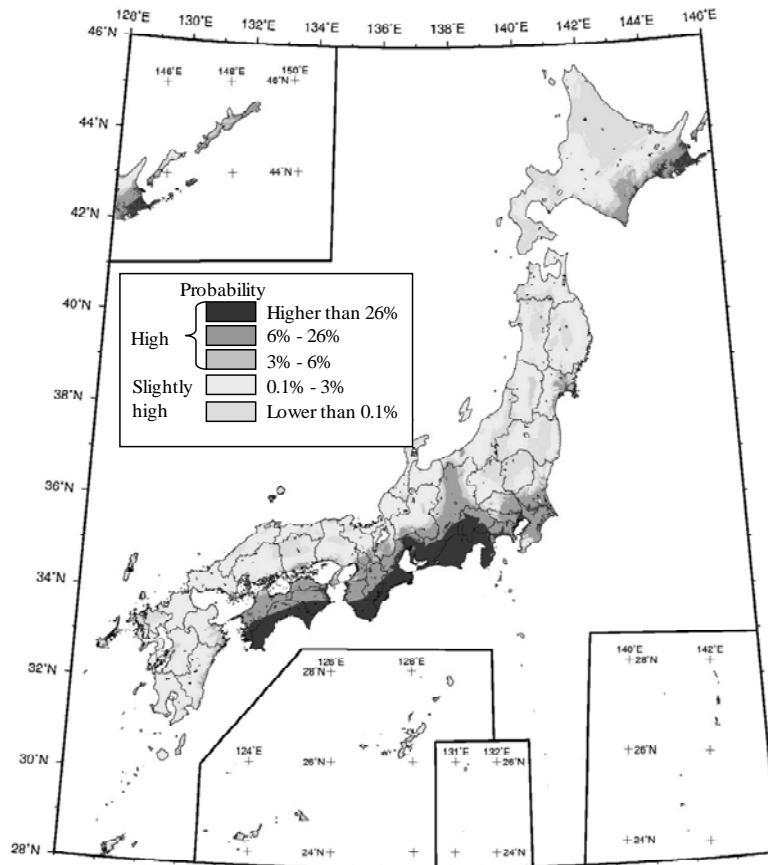 128°E 130°E 132°E 134°E 136°E 138°E 140°E 142°E 144°E 146°E
46°N
146°E 148°E 150°E
46°N
44°N
44°N
42°N
40°N
38°N
36°N
34°N
32°N
30°N
28°N
Probability
High
Higher than 26%
6% - 26%
3% - 6%
Slightly high
0.1% - 3%
Lower than 0.1%
126°E 128°E
28°N
124°E
26°N
24°N
131°E 132°E
26°N
24°N
140°E 142°E
28°N
26°N
24°N